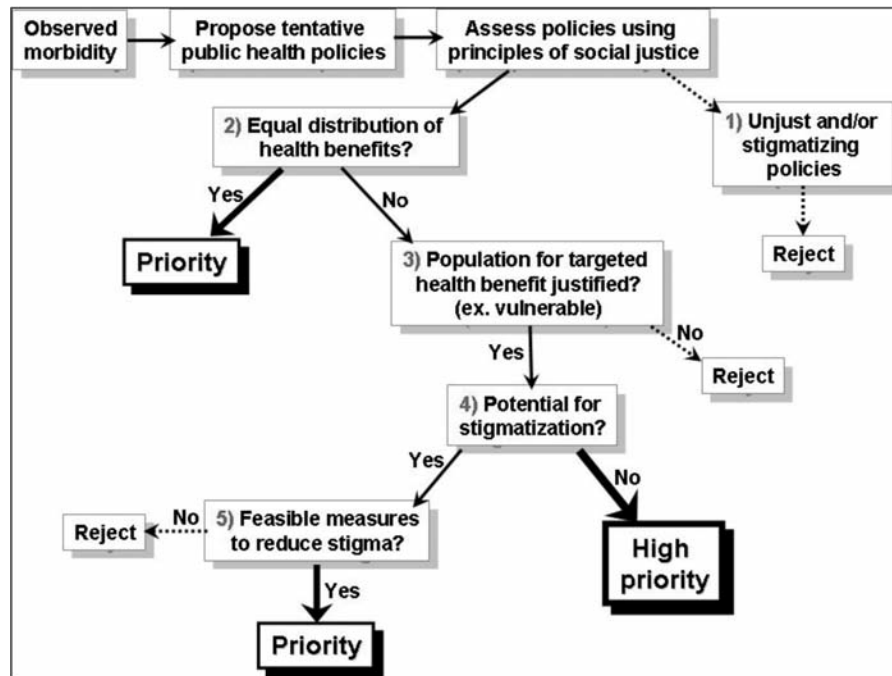 Observed
morbidity
Propose tentative
public health policies
Assess policies using
principles of social justice
2) Equal distribution of
health benefits?
1) Unjust and/or
stigmatizing
policies
Yes
No
Priority
Reject
3) Population for targeted
health benefit justified?
(ex. vulnerable)
No
Yes
Reject
4) Potential for
stigmatization?
Yes
No
Reject
No
5) Feasible measures
to reduce stigma?
High
priority
Yes
Priority